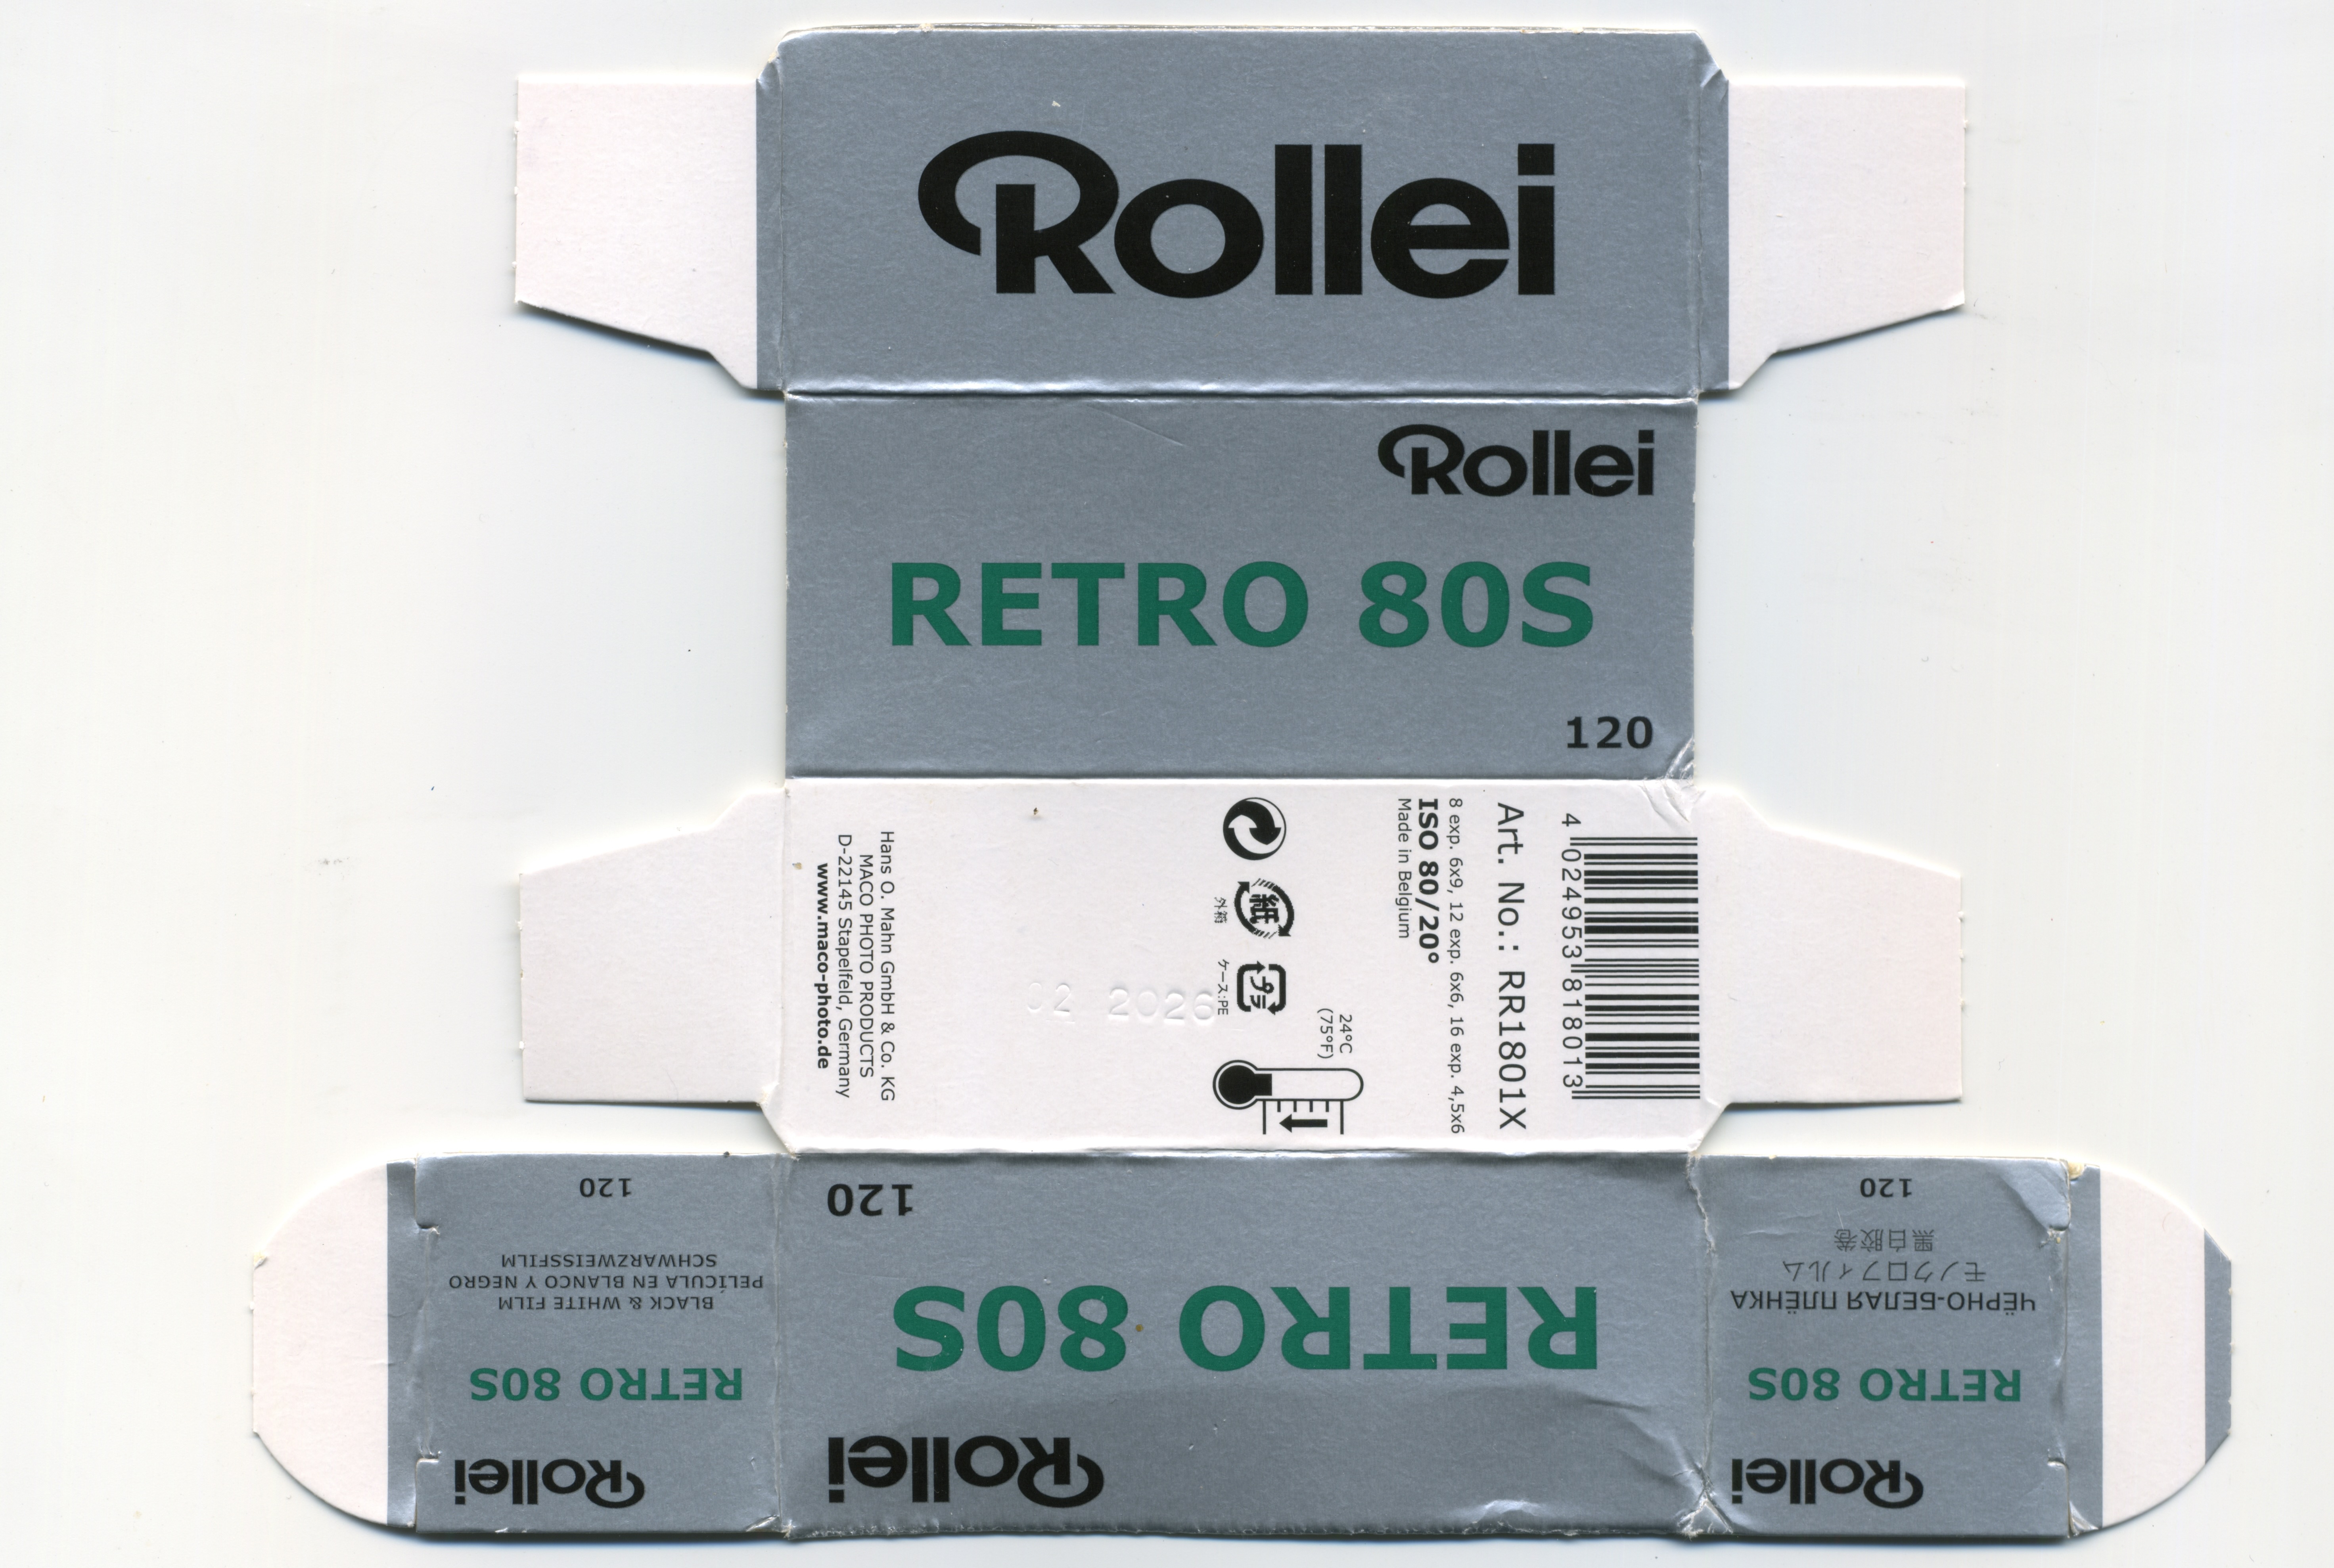 Rollei
Rollei
RETRO 80S
120
4 024953 818013
Art. No.: RR1801X
8 exp. 6x9, 12 exp. 6x6, 16 exp. 4,5x6
ISO 80/20°
Made in Belgium
24°C
(75°F)
紙
外箱
プラ
ケース:PE
02 2026
Hans O. Mahn GmbH & Co. KG
MACO PHOTO PRODUCTS
D-22145 Stapelfeld, Germany
www.maco-photo.de
Rollei
RETRO 80S
BLACK & WHITE FILM
PELÍCULA EN BLANCO Y NEGRO
SCHWARZWEISSFILM
120
Rollei
RETRO 80S
120
Rollei
RETRO 80S
ЧЁРНО-БЕЛАЯ ПЛЁНКА
モノクロフィルム
黑白胶卷
120